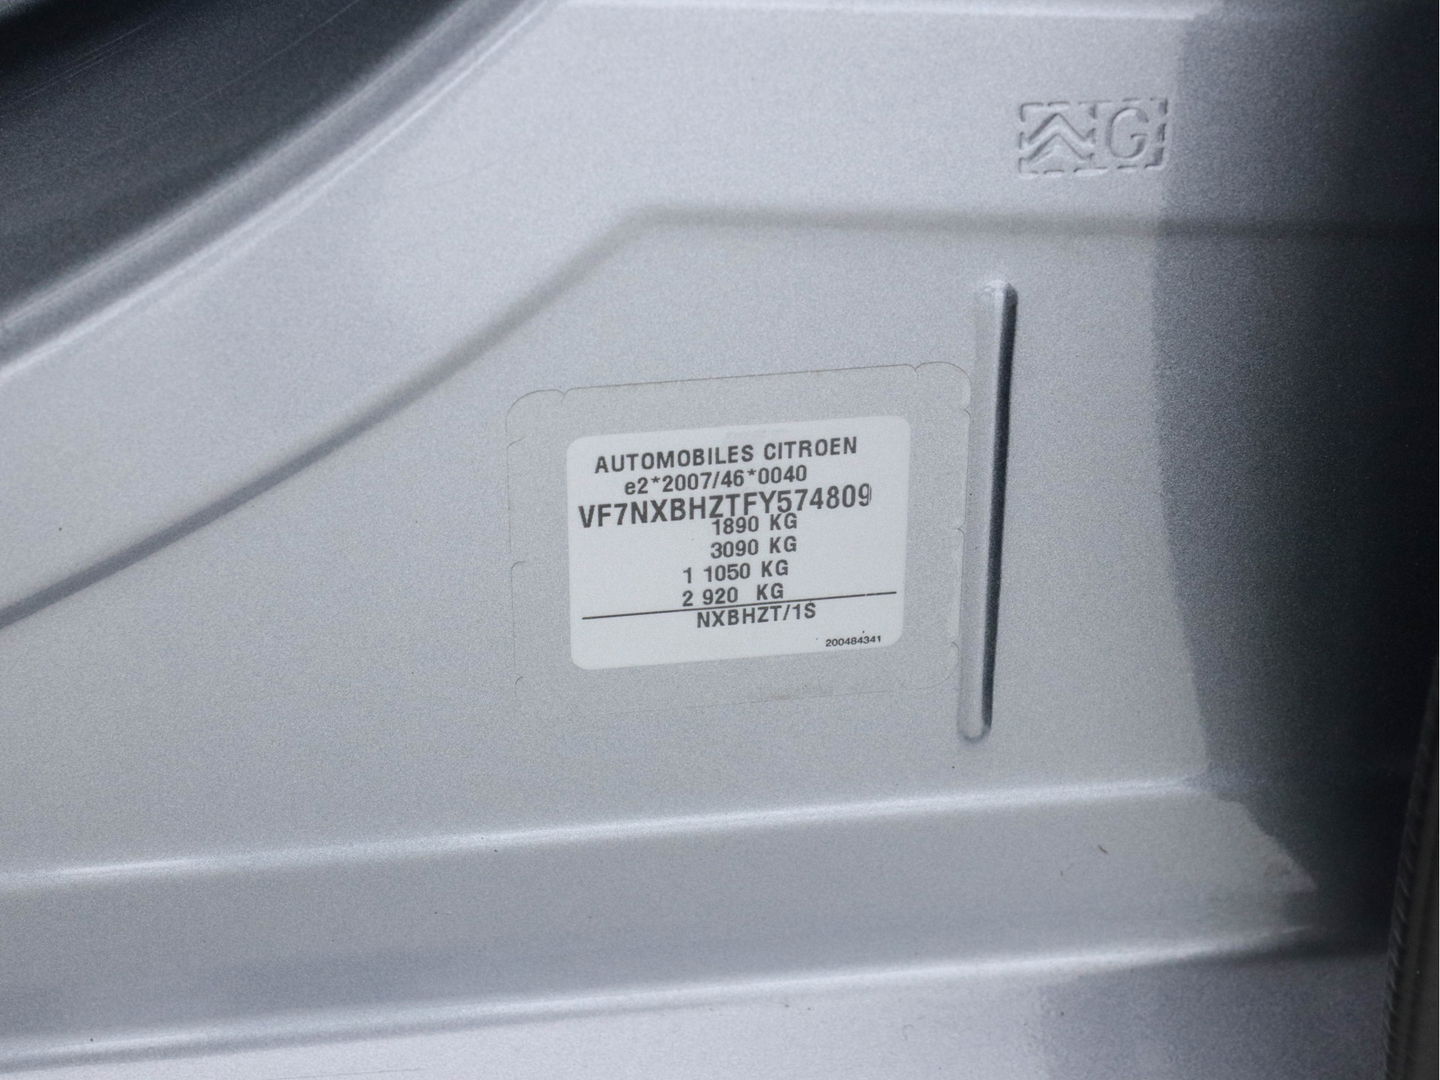 G
AUTOMOBILES CITROEN
e2*2007/46*0040
VF7NXBHZTFY574809
1890 KG
3090 KG
1 1050 KG
2 920 KG
NXBHZT/1S
200484341